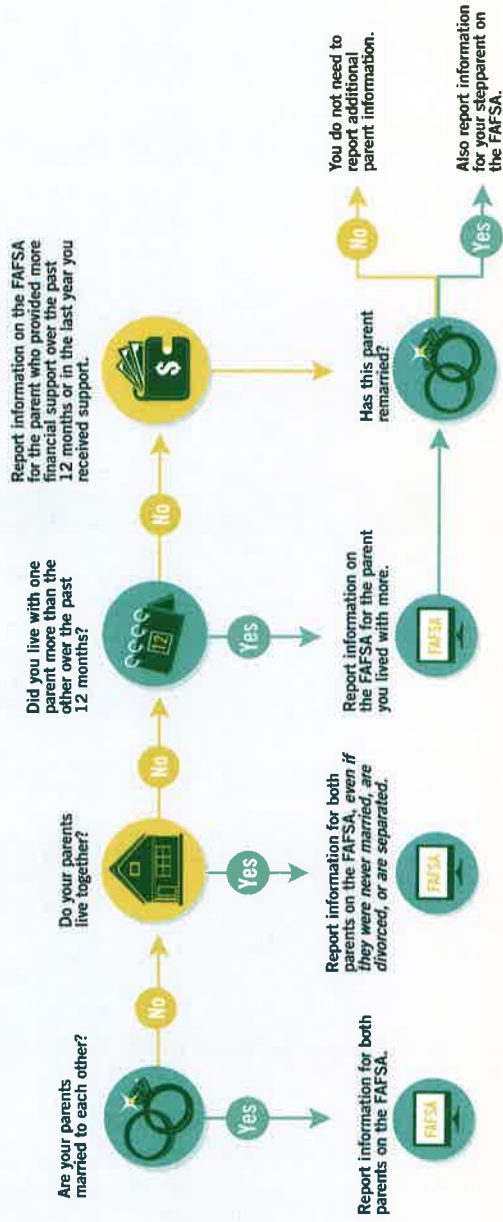 Are your parents
married to each other?
No
Yes
Report information for both
parents on the FAFSA.
FAFSA
Do your parents
live together?
No
Yes
Report information for both
parents on the FAFSA, even if
they were never married, are
divorced, or are separated.
FAFSA
Did you live with one
parent more than the
other over the past
12 months?
12
No
Yes
Report information on
the FAFSA for the parent
you lived with more.
FAFSA
Report information on the FAFSA
for the parent who provided more
financial support over the past
12 months or in the last year you
received support.
$
Has this parent
remarried?
No
You do not need to
report additional
parent information.
Yes
Also report information
for your stepparent on
the FAFSA.